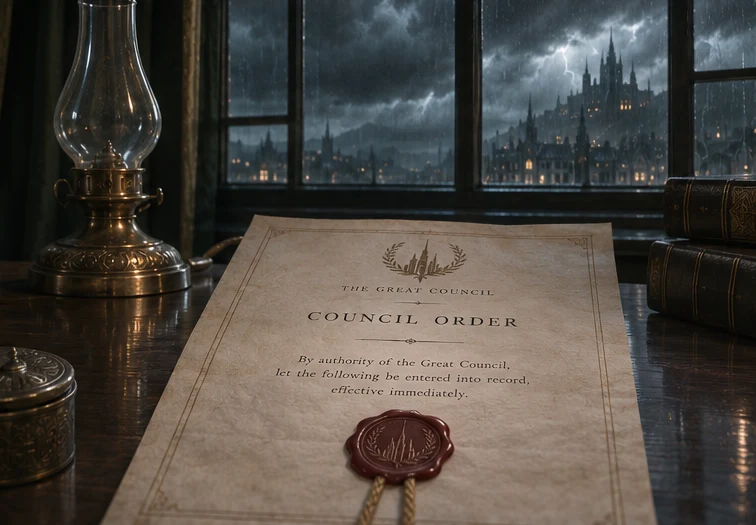 THE GREAT COUNCIL
COUNCIL ORDER
By authority of the Great Council,
let the following be entered into record,
effective immediately.